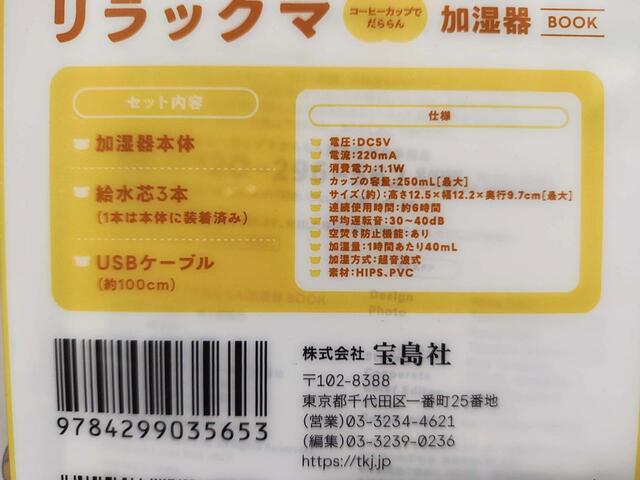 リラックマ
コーヒーカップで
だららん
加湿器 BOOK
セット内容
加湿器本体
給水芯3本
(1本は本体に装着済み)
USBケーブル
(約100cm)
仕様
電圧:DC5V
電流:220mA
消費電力:1.1W
カップの容量:250mL[最大]
サイズ(約):高さ12.5×幅12.2×奥行9.7cm[最大]
連続使用時間:約6時間
平均運転音:30~40dB
空焚き防止機能:あり
加湿量:1時間あたり40mL
加湿方式:超音波式
素材:HIPS、PVC
9784299035653
株式会社 宝島社
〒102-8388
東京都千代田区一番町25番地
(営業)03-3234-4621
(編集)03-3239-0236
https://tkj.jp